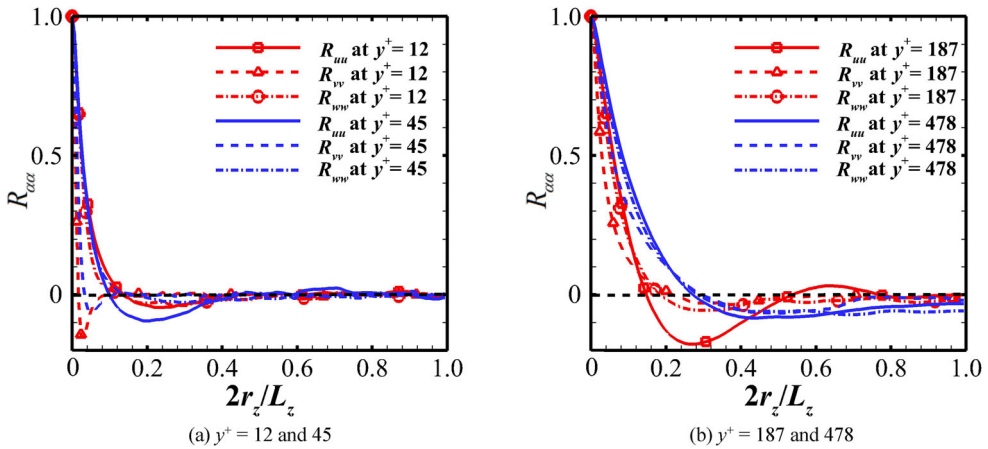 1.0
0.5
0
R_αα
R_uu at y⁺ = 12
R_vv at y⁺ = 12
R_ww at y⁺ = 12
R_uu at y⁺ = 45
R_vv at y⁺ = 45
R_ww at y⁺ = 45
0 0.2 0.4 0.6 0.8 1.0
2r_z/L_z
(a) y⁺ = 12 and 45
1.0
0.5
0
R_αα
R_uu at y⁺ = 187
R_vv at y⁺ = 187
R_ww at y⁺ = 187
R_uu at y⁺ = 478
R_vv at y⁺ = 478
R_ww at y⁺ = 478
0 0.2 0.4 0.6 0.8 1.0
2r_z/L_z
(b) y⁺ = 187 and 478